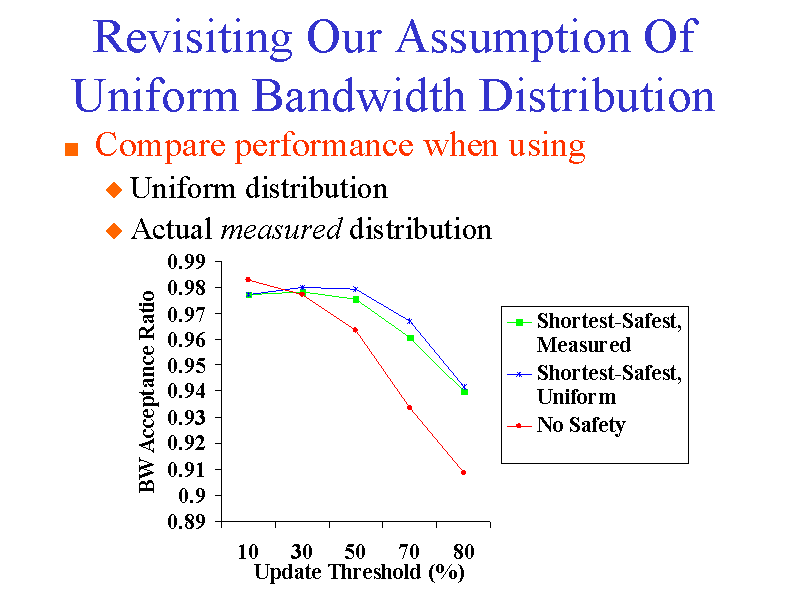 Revisiting Our Assumption Of
Uniform Bandwidth Distribution
Compare performance when using
Uniform distribution
Actual measured distribution
0.99
0.98
0.97
0.96
0.95
0.94
0.93
0.92
0.91
0.9
0.89
BW Acceptance Ratio
10 30 50 70 80
Update Threshold (%)
Shortest-Safest,
Measured
Shortest-Safest,
Uniform
No Safety